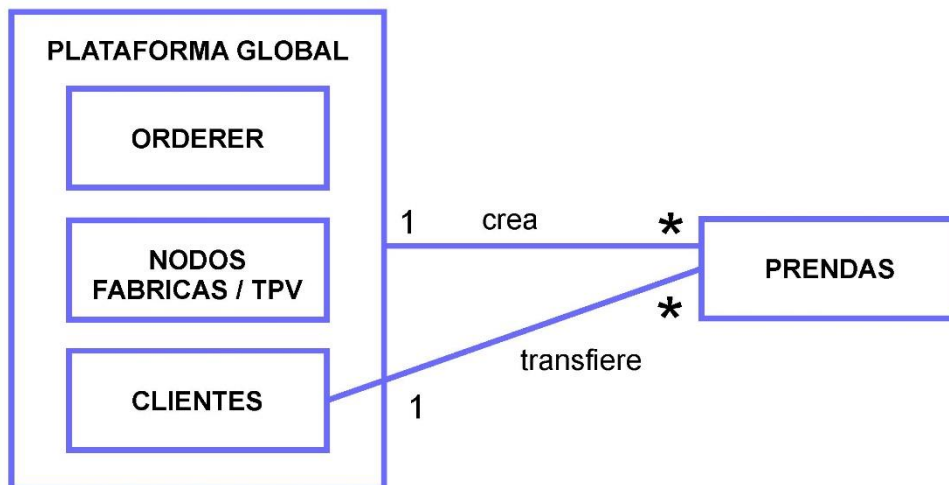 PLATAFORMA GLOBAL
ORDERER
NODOS
FABRICAS / TPV
CLIENTES
1
crea
*
PRENDAS
*
transfiere
1